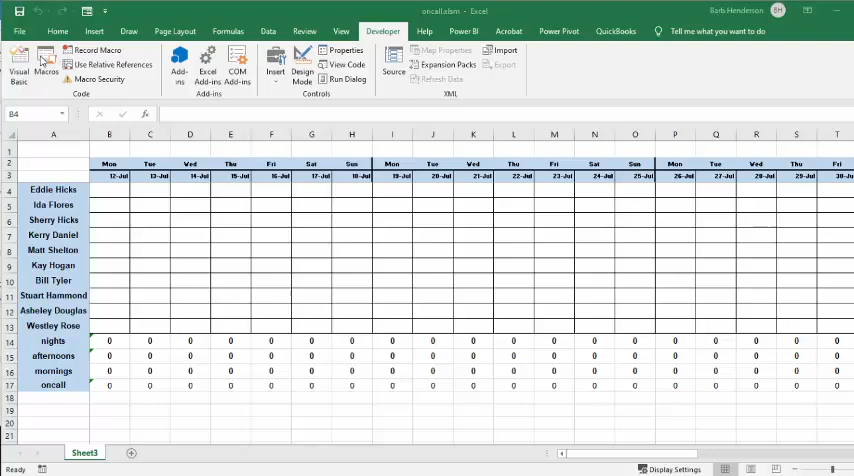 oncall.xlsm - Excel
Barb Henderson BH
File Home Insert Draw Page Layout Formulas Data Review View Developer Help Power BI Acrobat Power Pivot QuickBooks Tell me what you want to do
Visual Basic
Macros
Record Macro
Use Relative References
Macro Security
Code
Add-ins
Excel Add-ins
COM Add-ins
Add-ins
Insert
Design Mode
Properties
View Code
Run Dialog
Controls
Source
Map Properties
Expansion Packs
Refresh Data
Import
Export
XML
B4 fx
A B C D E F G H I J K L M N O P Q R S T
1
2 Mon Tue Wed Thu Fri Sat Sun Mon Tue Wed Thu Fri Sat Sun Mon Tue Wed Thu Fri
3 12-Jul 13-Jul 14-Jul 15-Jul 16-Jul 17-Jul 18-Jul 19-Jul 20-Jul 21-Jul 22-Jul 23-Jul 24-Jul 25-Jul 26-Jul 27-Jul 28-Jul 29-Jul 30-Jul
4 Eddie Hicks
5 Ida Flores
6 Sherry Hicks
7 Kerry Daniel
8 Matt Shelton
9 Kay Hogan
10 Bill Tyler
11 Stuart Hammond
12 Asheley Douglas
13 Westley Rose
14 nights 0 0 0 0 0 0 0 0 0 0 0 0 0 0 0 0 0 0 0
15 afternoons 0 0 0 0 0 0 0 0 0 0 0 0 0 0 0 0 0 0 0
16 mornings 0 0 0 0 0 0 0 0 0 0 0 0 0 0 0 0 0 0 0
17 oncall 0 0 0 0 0 0 0 0 0 0 0 0 0 0 0 0 0 0 0
18
19
20
21
Sheet3
Ready Display Settings